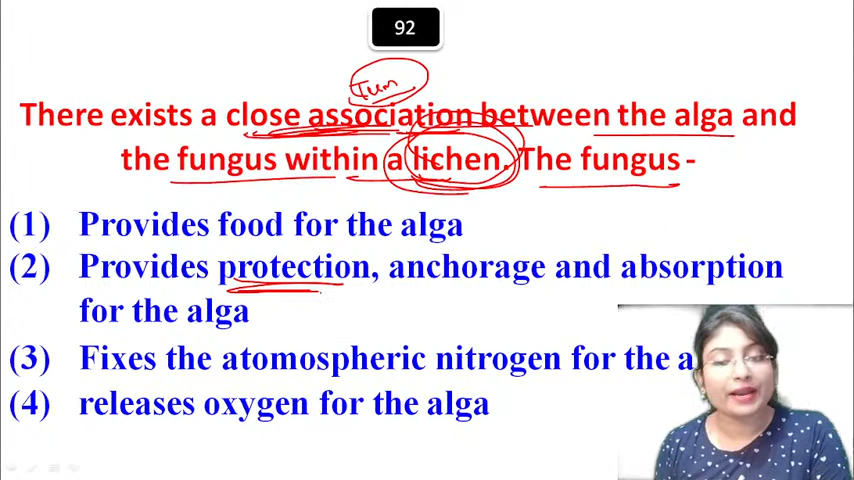 92
There exists a close association between the alga and
the fungus within a lichen. The fungus -
(1) Provides food for the alga
(2) Provides protection, anchorage and absorption
for the alga
(3) Fixes the atomospheric nitrogen for the a
(4) releases oxygen for the alga